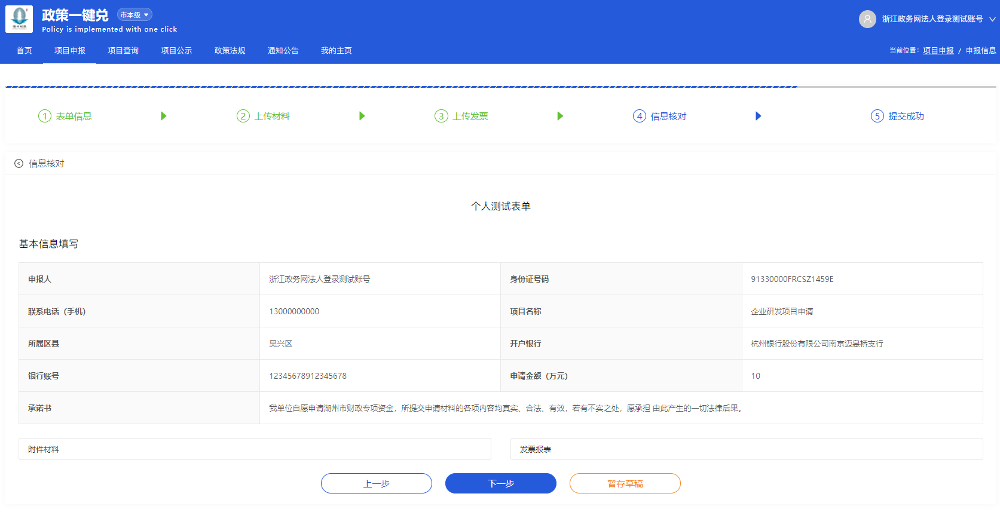 政策一键兑
市本级
Policy is implemented with one click
浙江政务网法人登录测试账号
首页 项目申报 项目查询 项目公示 政策法规 通知公告 我的主页
当前位置: 项目申报 / 申报信息
1 表单信息 2 上传材料 3 上传发票 4 信息核对 5 提交成功
信息核对
个人测试表单
基本信息填写
申报人 浙江政务网法人登录测试账号 身份证号码 91330000FRCSZ1459E
联系电话（手机） 13000000000 项目名称 企业研发项目申请
所属区县 吴兴区 开户银行 杭州银行股份有限公司南京迈皋桥支行
银行账号 12345678912345678 申请金额（万元） 10
承诺书 我单位自愿申请湖州市财政专项资金，所提交申请材料的各项内容均真实、合法、有效，若有不实之处，愿承担 由此产生的一切法律后果。
附件材料 发票报表
上一步 下一步 暂存草稿